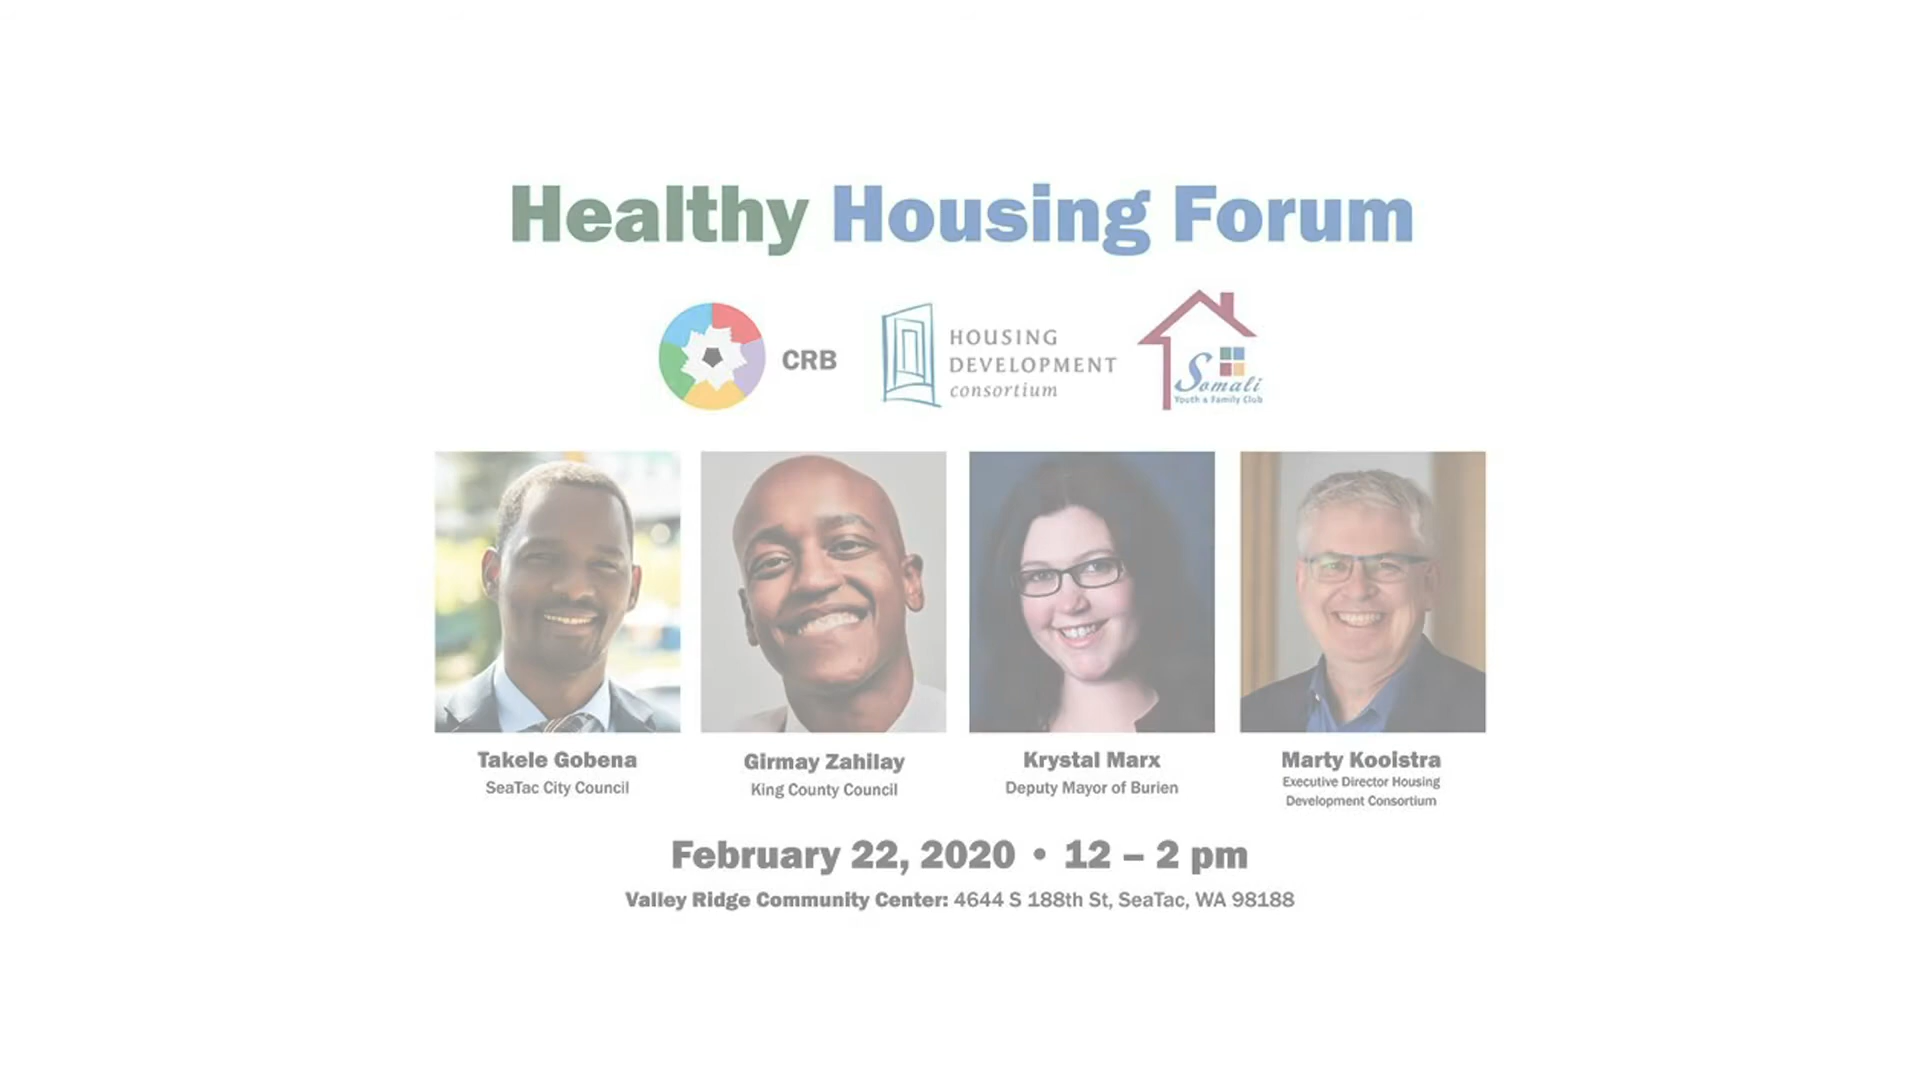 Healthy Housing Forum
CRB
HOUSING
DEVELOPMENT
consortium
Somali
Youth & Family Club
Takele Gobena
SeaTac City Council
Girmay Zahilay
King County Council
Krystal Marx
Deputy Mayor of Burien
Marty Kooistra
Executive Director Housing
Development Consortium
February 22, 2020 • 12 – 2 pm
Valley Ridge Community Center: 4644 S 188th St, SeaTac, WA 98188